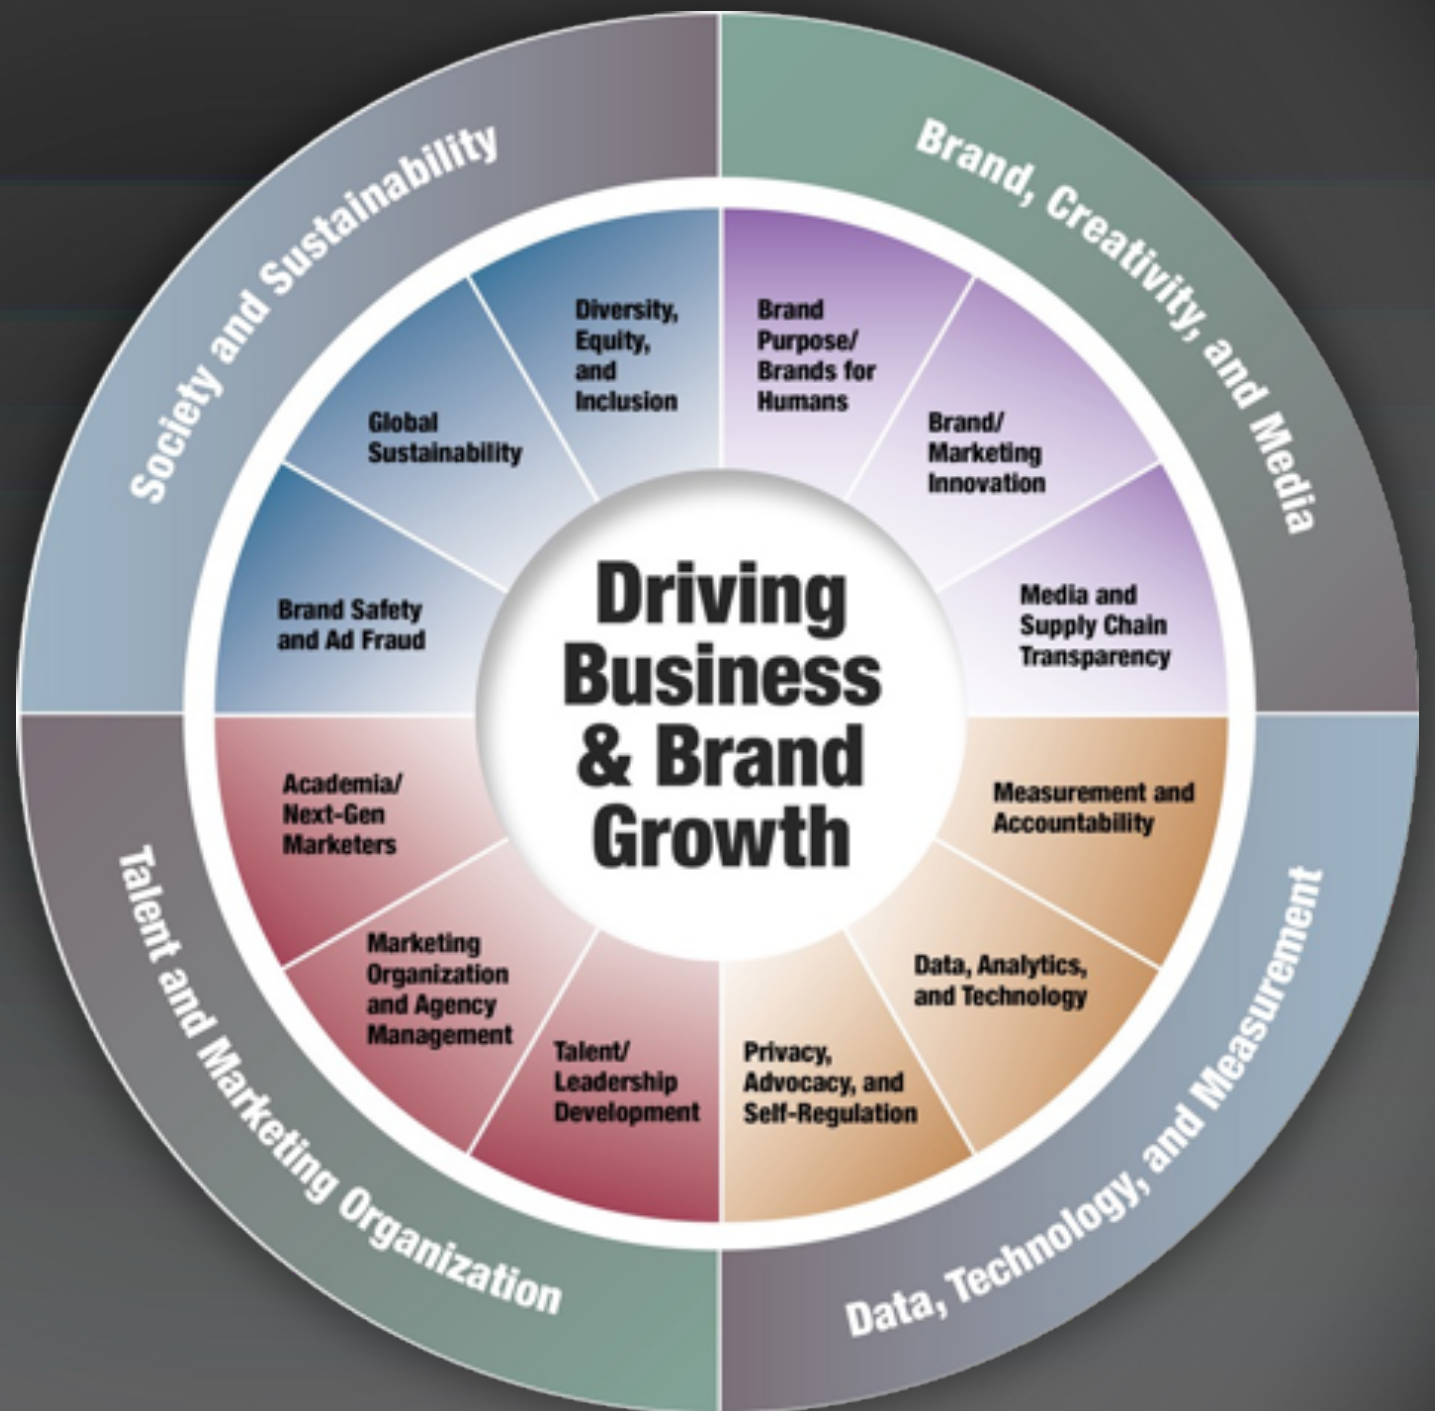 Society and Sustainability
Brand, Creativity, and Media
Diversity,
Equity,
and
Inclusion
Brand
Purpose/
Brands for
Humans
Global
Sustainability
Brand/
Marketing
Innovation
Brand Safety
and Ad Fraud
Media and
Supply Chain
Transparency
Driving
Business
& Brand
Growth
Academia/
Next-Gen
Marketers
Measurement and
Accountability
Marketing
Organization
and Agency
Management
Data, Analytics,
and Technology
Talent/
Leadership
Development
Privacy,
Advocacy, and
Self-Regulation
Talent and Marketing Organization
Data, Technology, and Measurement